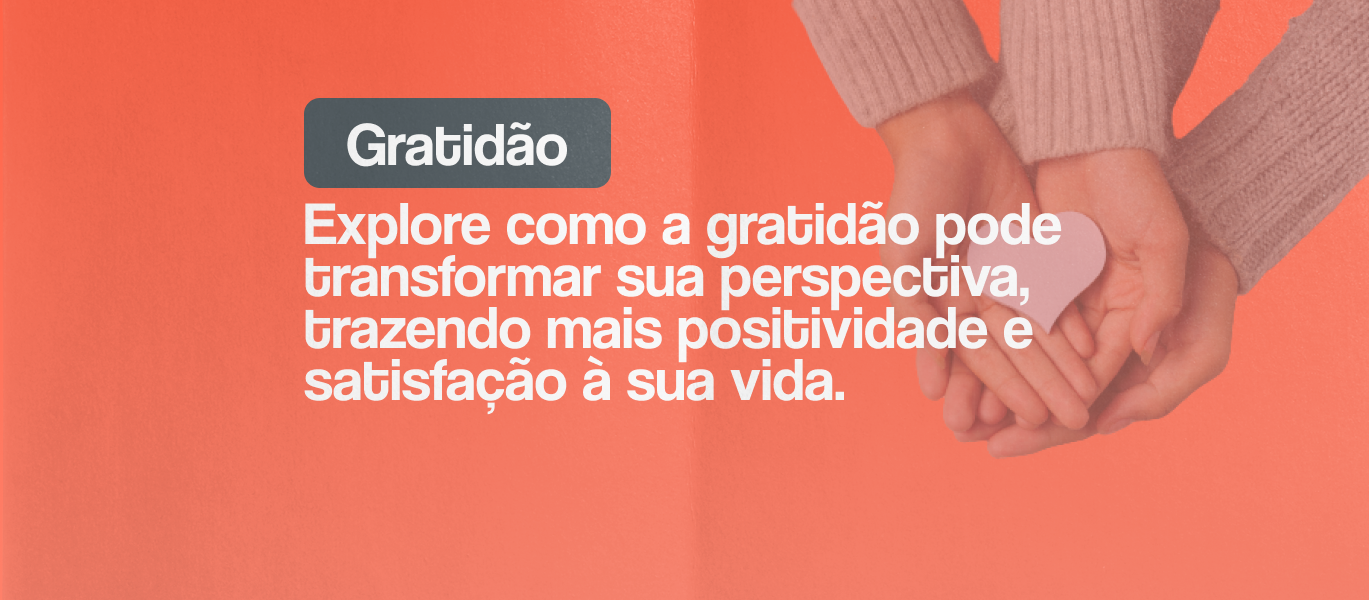 Gratidão
Explore como a gratidão pode
transformar sua perspectiva,
trazendo mais positividade e
satisfação à sua vida.